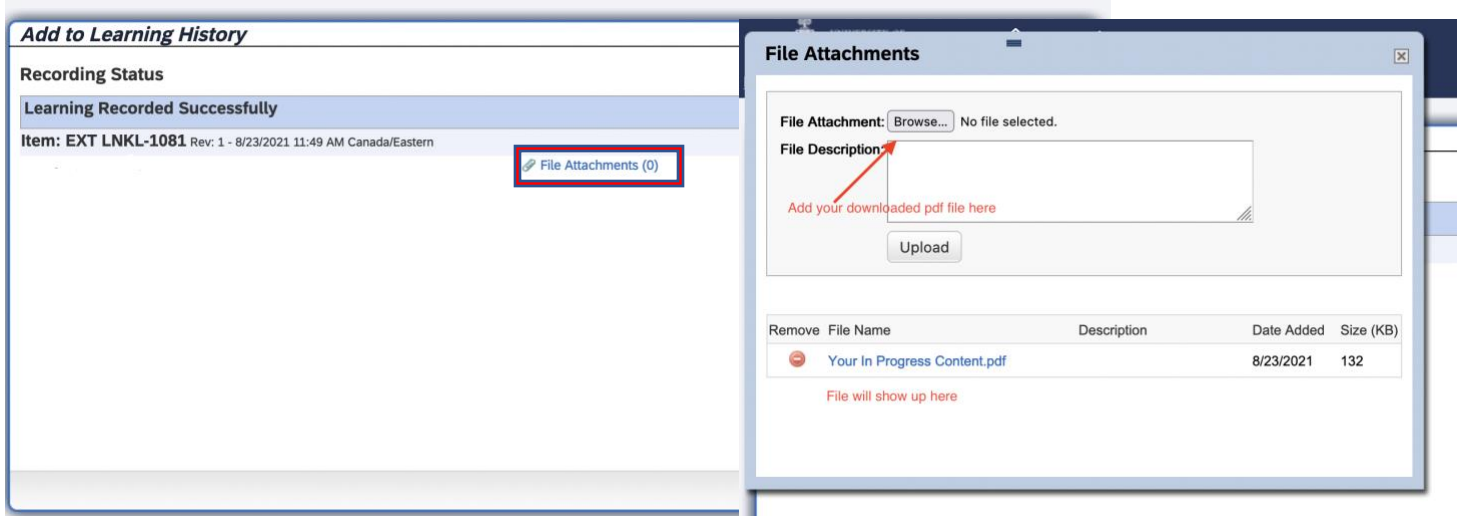 Add to Learning History
Recording Status
Learning Recorded Successfully
Item: EXT LNKL-1081 Rev: 1 - 8/23/2021 11:49 AM Canada/Eastern
File Attachments (0)
File Attachments
File Attachment: Browse... No file selected.
File Description:
Add your downloaded pdf file here
Upload
Remove File Name Description Date Added Size (KB)
Your In Progress Content.pdf 8/23/2021 132
File will show up here